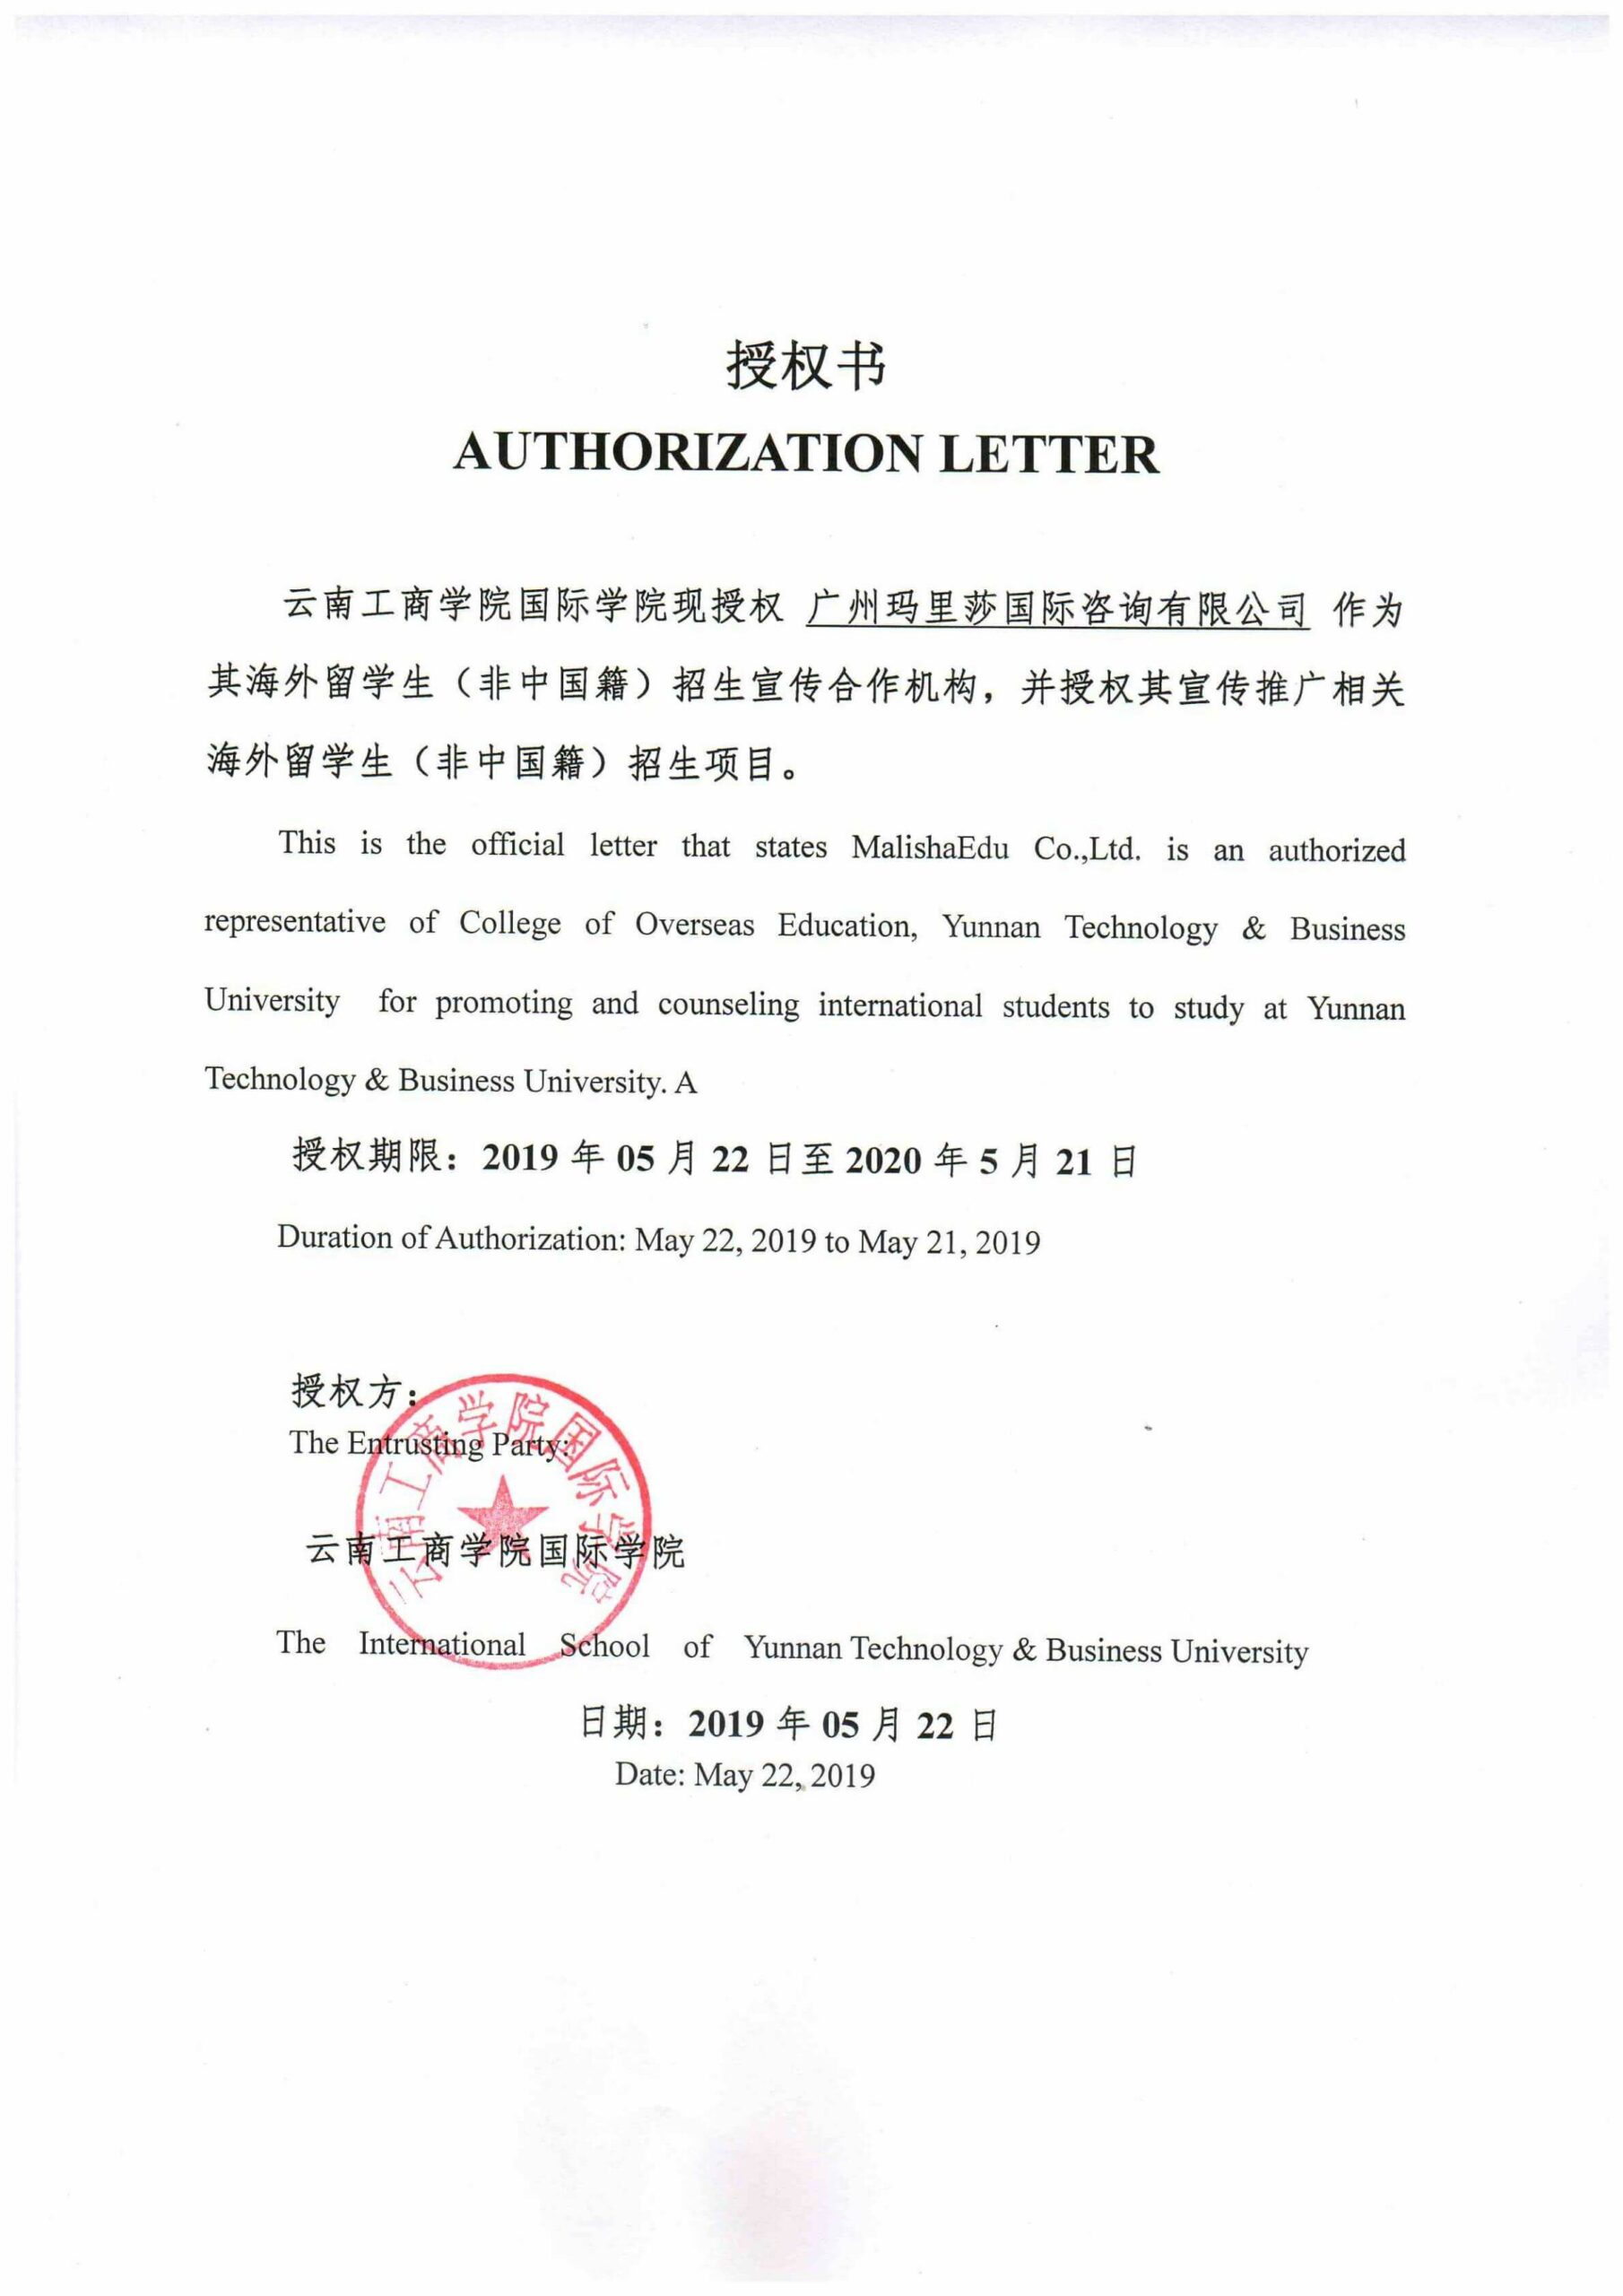 授权书
AUTHORIZATION LETTER
云南工商学院国际学院现授权 广州玛里莎国际咨询有限公司 作为
其海外留学生（非中国籍）招生宣传合作机构，并授权其宣传推广相关
海外留学生（非中国籍）招生项目。
This is the official letter that states MalishaEdu Co.,Ltd. is an authorized
representative of College of Overseas Education, Yunnan Technology & Business
University for promoting and counseling international students to study at Yunnan
Technology & Business University. A
授权期限：2019 年 05 月 22 日至 2020 年 5 月 21 日
Duration of Authorization: May 22, 2019 to May 21, 2019
授权方：
The Entrusting Party:
云南工商学院国际学院
云南工商学院国际学院
The International School of Yunnan Technology & Business University
日期：2019 年 05 月 22 日
Date: May 22, 2019